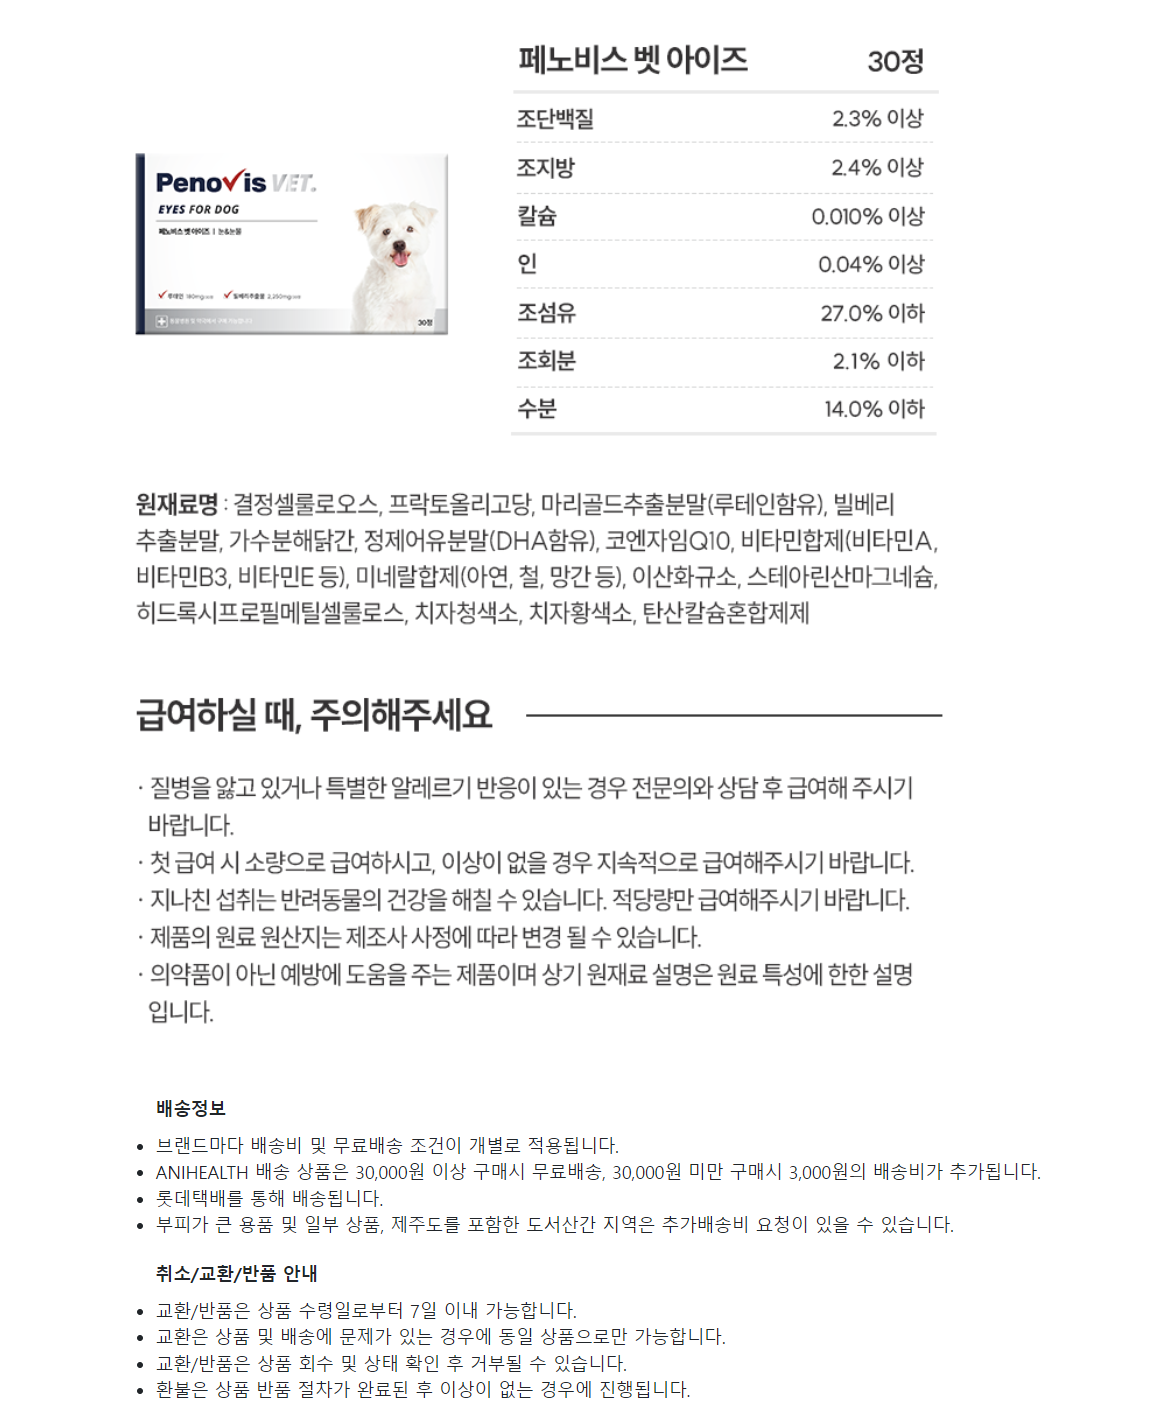 페노비스 벳 아이즈 30정
조단백질 2.3% 이상
조지방 2.4% 이상
칼슘 0.010% 이상
인 0.04% 이상
조섬유 27.0% 이하
조회분 2.1% 이하
수분 14.0% 이하
Penovis VET.
EYES FOR DOG
페노비스 벳 아이즈 | 눈&눈물
루테인 180mg 빌베리추출물 2,250mg
30정
원재료명 : 결정셀룰로오스, 프락토올리고당, 마리골드추출분말(루테인함유), 빌베리
추출분말, 가수분해닭간, 정제어유분말(DHA함유), 코엔자임Q10, 비타민합제(비타민A,
비타민B3, 비타민E 등), 미네랄합제(아연, 철, 망간 등), 이산화규소, 스테아린산마그네슘,
히드록시프로필메틸셀룰로스, 치자청색소, 치자황색소, 탄산칼슘혼합제제
급여하실 때, 주의해주세요
· 질병을 앓고 있거나 특별한 알레르기 반응이 있는 경우 전문의와 상담 후 급여해 주시기
바랍니다.
· 첫 급여 시 소량으로 급여하시고, 이상이 없을 경우 지속적으로 급여해주시기 바랍니다.
· 지나친 섭취는 반려동물의 건강을 해칠 수 있습니다. 적당량만 급여해주시기 바랍니다.
· 제품의 원료 원산지는 제조사 사정에 따라 변경 될 수 있습니다.
· 의약품이 아닌 예방에 도움을 주는 제품이며 상기 원재료 설명은 원료 특성에 한한 설명
입니다.
배송정보
• 브랜드마다 배송비 및 무료배송 조건이 개별로 적용됩니다.
• ANIHEALTH 배송 상품은 30,000원 이상 구매시 무료배송, 30,000원 미만 구매시 3,000원의 배송비가 추가됩니다.
• 롯데택배를 통해 배송됩니다.
• 부피가 큰 용품 및 일부 상품, 제주도를 포함한 도서산간 지역은 추가배송비 요청이 있을 수 있습니다.
취소/교환/반품 안내
• 교환/반품은 상품 수령일로부터 7일 이내 가능합니다.
• 교환은 상품 및 배송에 문제가 있는 경우에 동일 상품으로만 가능합니다.
• 교환/반품은 상품 회수 및 상태 확인 후 거부될 수 있습니다.
• 환불은 상품 반품 절차가 완료된 후 이상이 없는 경우에 진행됩니다.